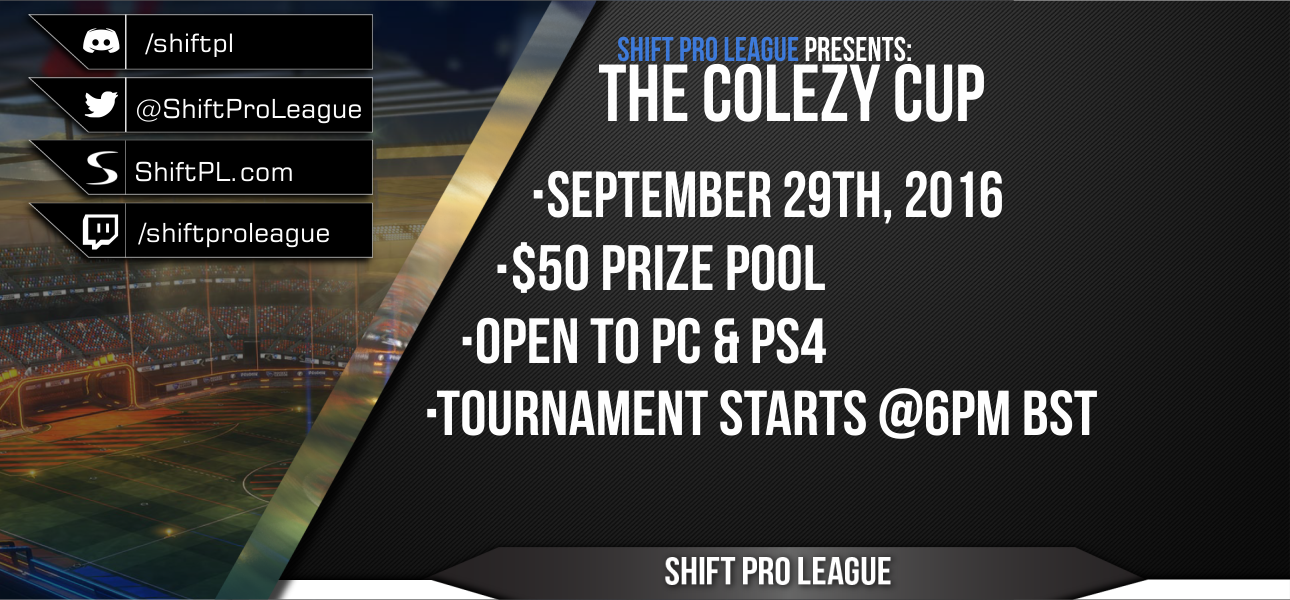 /shiftpl
@ShiftProLeague
ShiftPL.com
/shiftproleague
SHIFT PRO LEAGUE PRESENTS:
THE COLEZY CUP
-SEPTEMBER 29TH, 2016
-$50 PRIZE POOL
-OPEN TO PC & PS4
-TOURNAMENT STARTS @6PM BST
SHIFT PRO LEAGUE